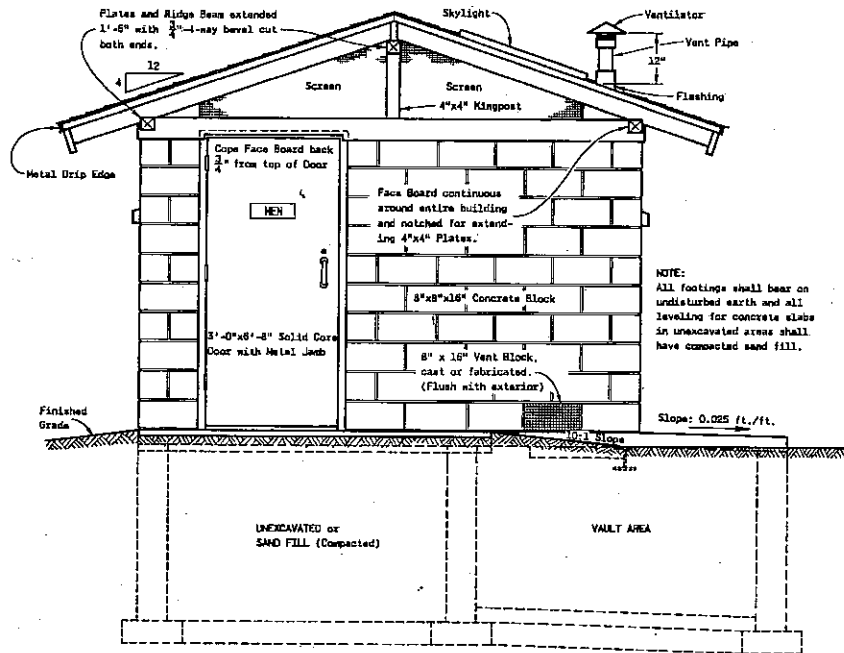 Plates and Ridge Beam extended
1'-6" with 3/4" 4-way bevel cut
both ends.
Skylight
Ventilator
Vent Pipe
12"
Flashing
12
4
Screen
Screen
4"x4" Kingpost
Metal Drip Edge
Cope Face Board back
3/4" from top of Door
MEN
Face Board continuous
around entire building
and notched for extend-
ing 4"x4" Plates.
8"x8"x16" Concrete Block
3'-0"x6'-8" Solid Core
Door with Metal Jamb
8" x 16" Vent Block,
cast or fabricated.
(Flush with exterior)
NOTE:
All footings shall bear on
undisturbed earth and all
leveling for concrete slabs
in unexcavated areas shall
have compacted sand fill.
Finished
Grade
Slope: 0.025 ft./ft.
10:1 Slope
UNEXCAVATED or
SAND FILL (Compacted)
VAULT AREA